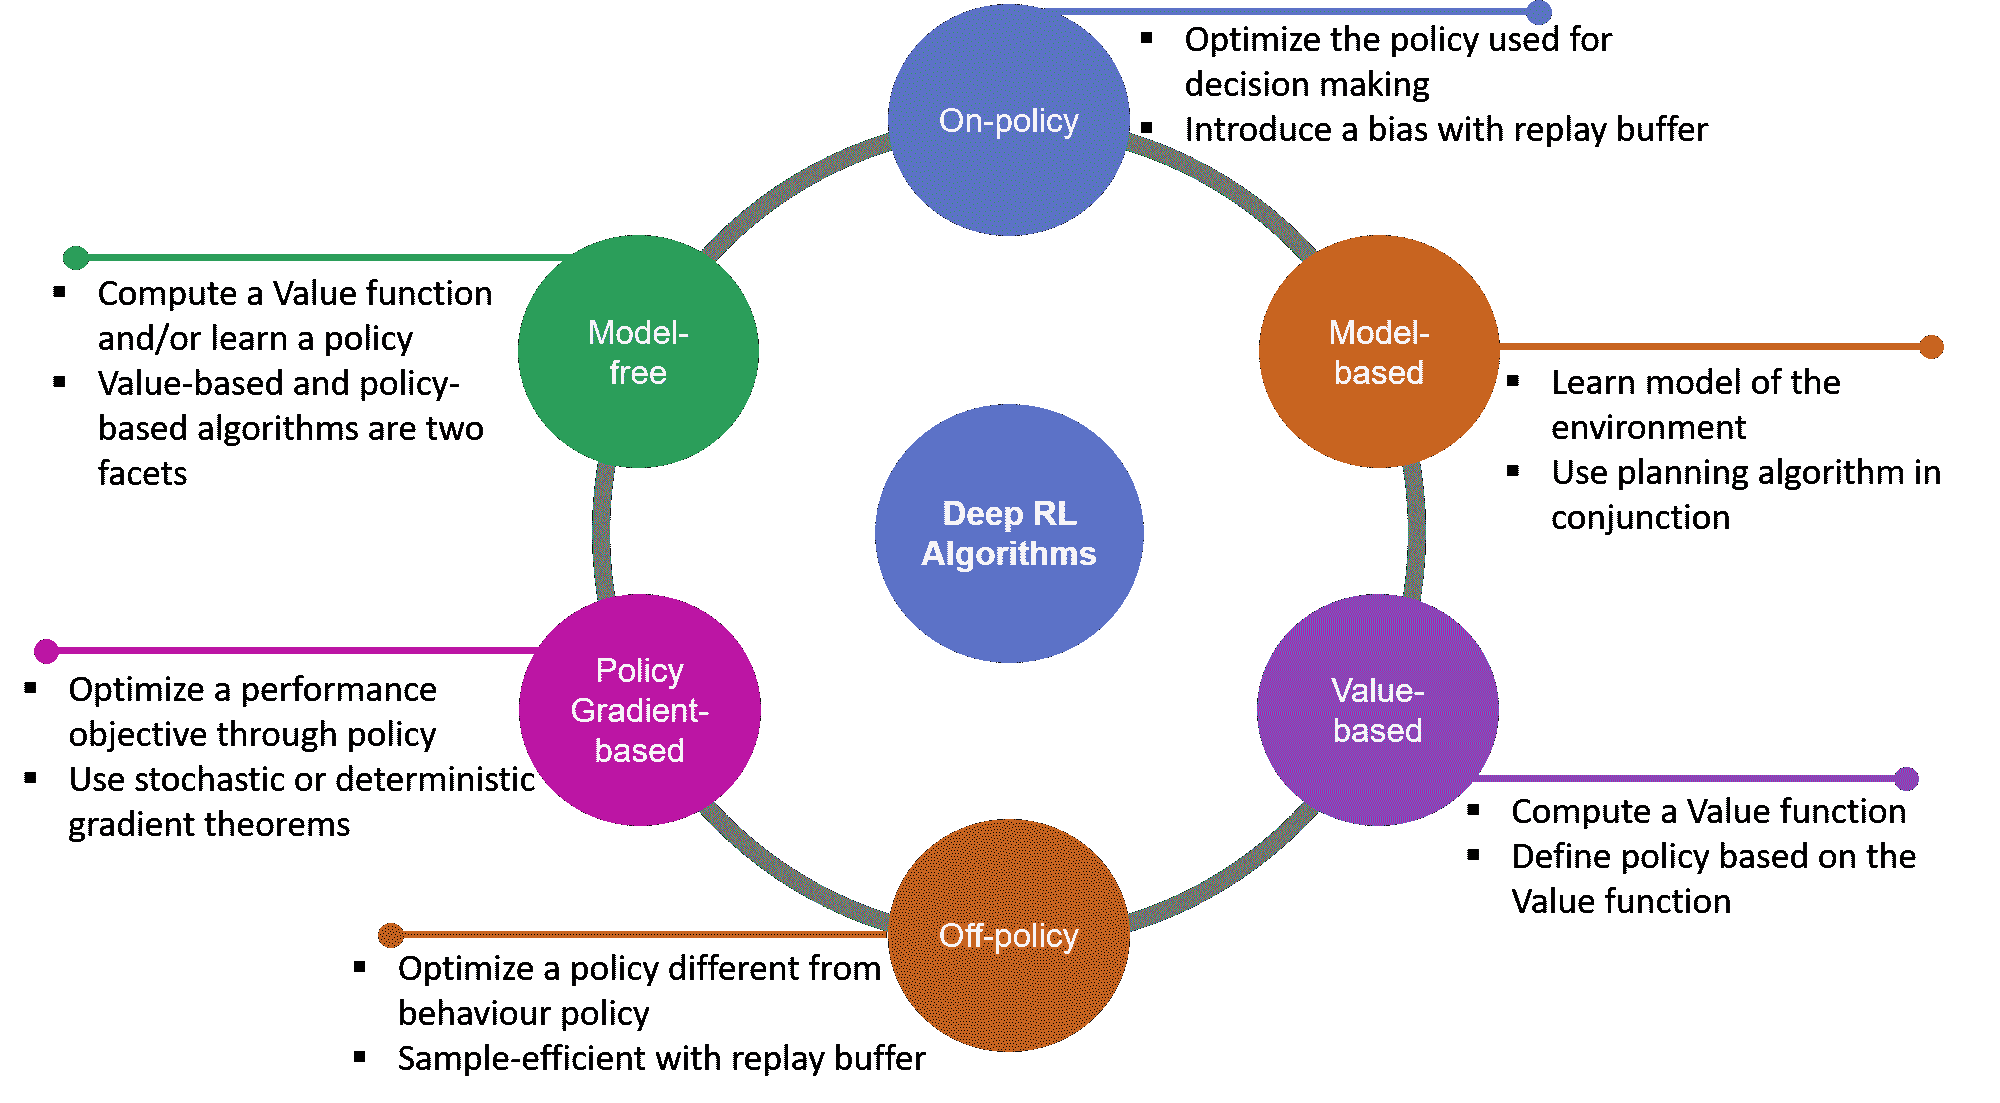 On-policy
▪ Optimize the policy used for
decision making
▪ Introduce a bias with replay buffer
Model-
free
▪ Compute a Value function
and/or learn a policy
▪ Value-based and policy-
based algorithms are two
facets
Model-
based
▪ Learn model of the
environment
▪ Use planning algorithm in
conjunction
Deep RL
Algorithms
Policy
Gradient-
based
▪ Optimize a performance
objective through policy
▪ Use stochastic or deterministic
gradient theorems
Value-
based
▪ Compute a Value function
▪ Define policy based on the
Value function
Off-policy
▪ Optimize a policy different from
behaviour policy
▪ Sample-efficient with replay buffer